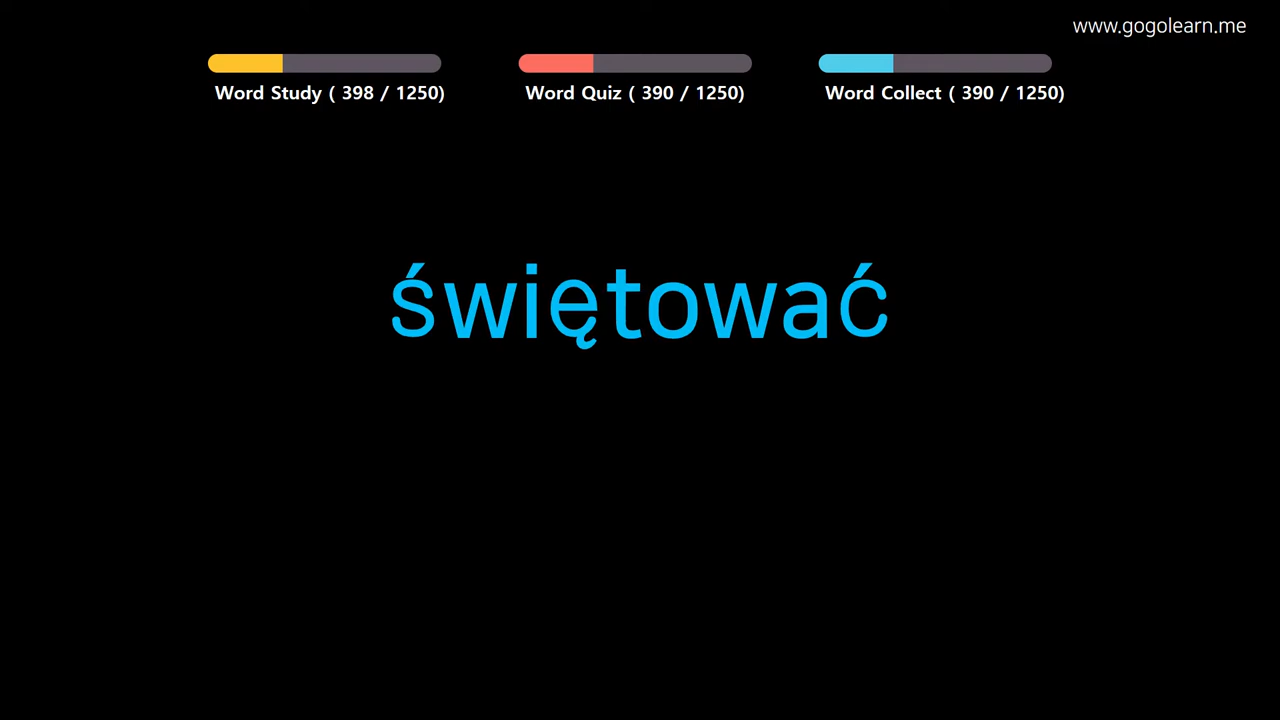 www.gogolearn.me
Word Study ( 398 / 1250)
Word Quiz ( 390 / 1250)
Word Collect ( 390 / 1250)
świętować